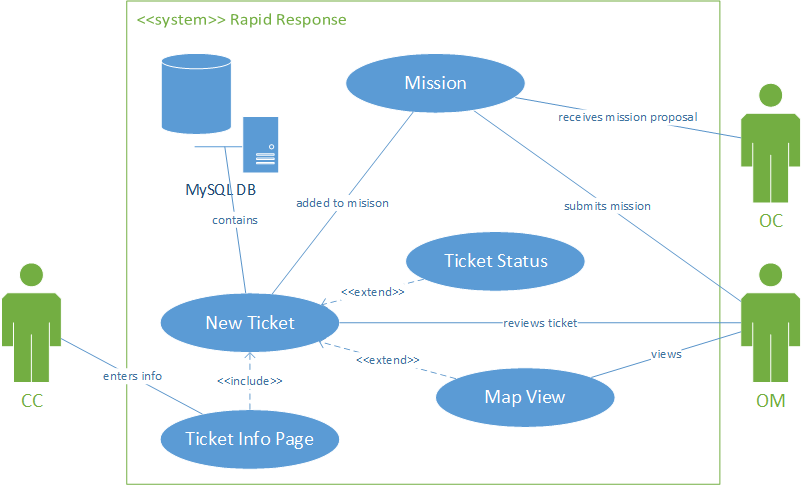 <<system>> Rapid Response
Mission
receives mission proposal
MySQL DB
added to misison
submits mission
contains
OC
Ticket Status
<<extend>>
New Ticket
reviews ticket
<<extend>>
views
enters info
<<include>>
CC
Map View
OM
Ticket Info Page